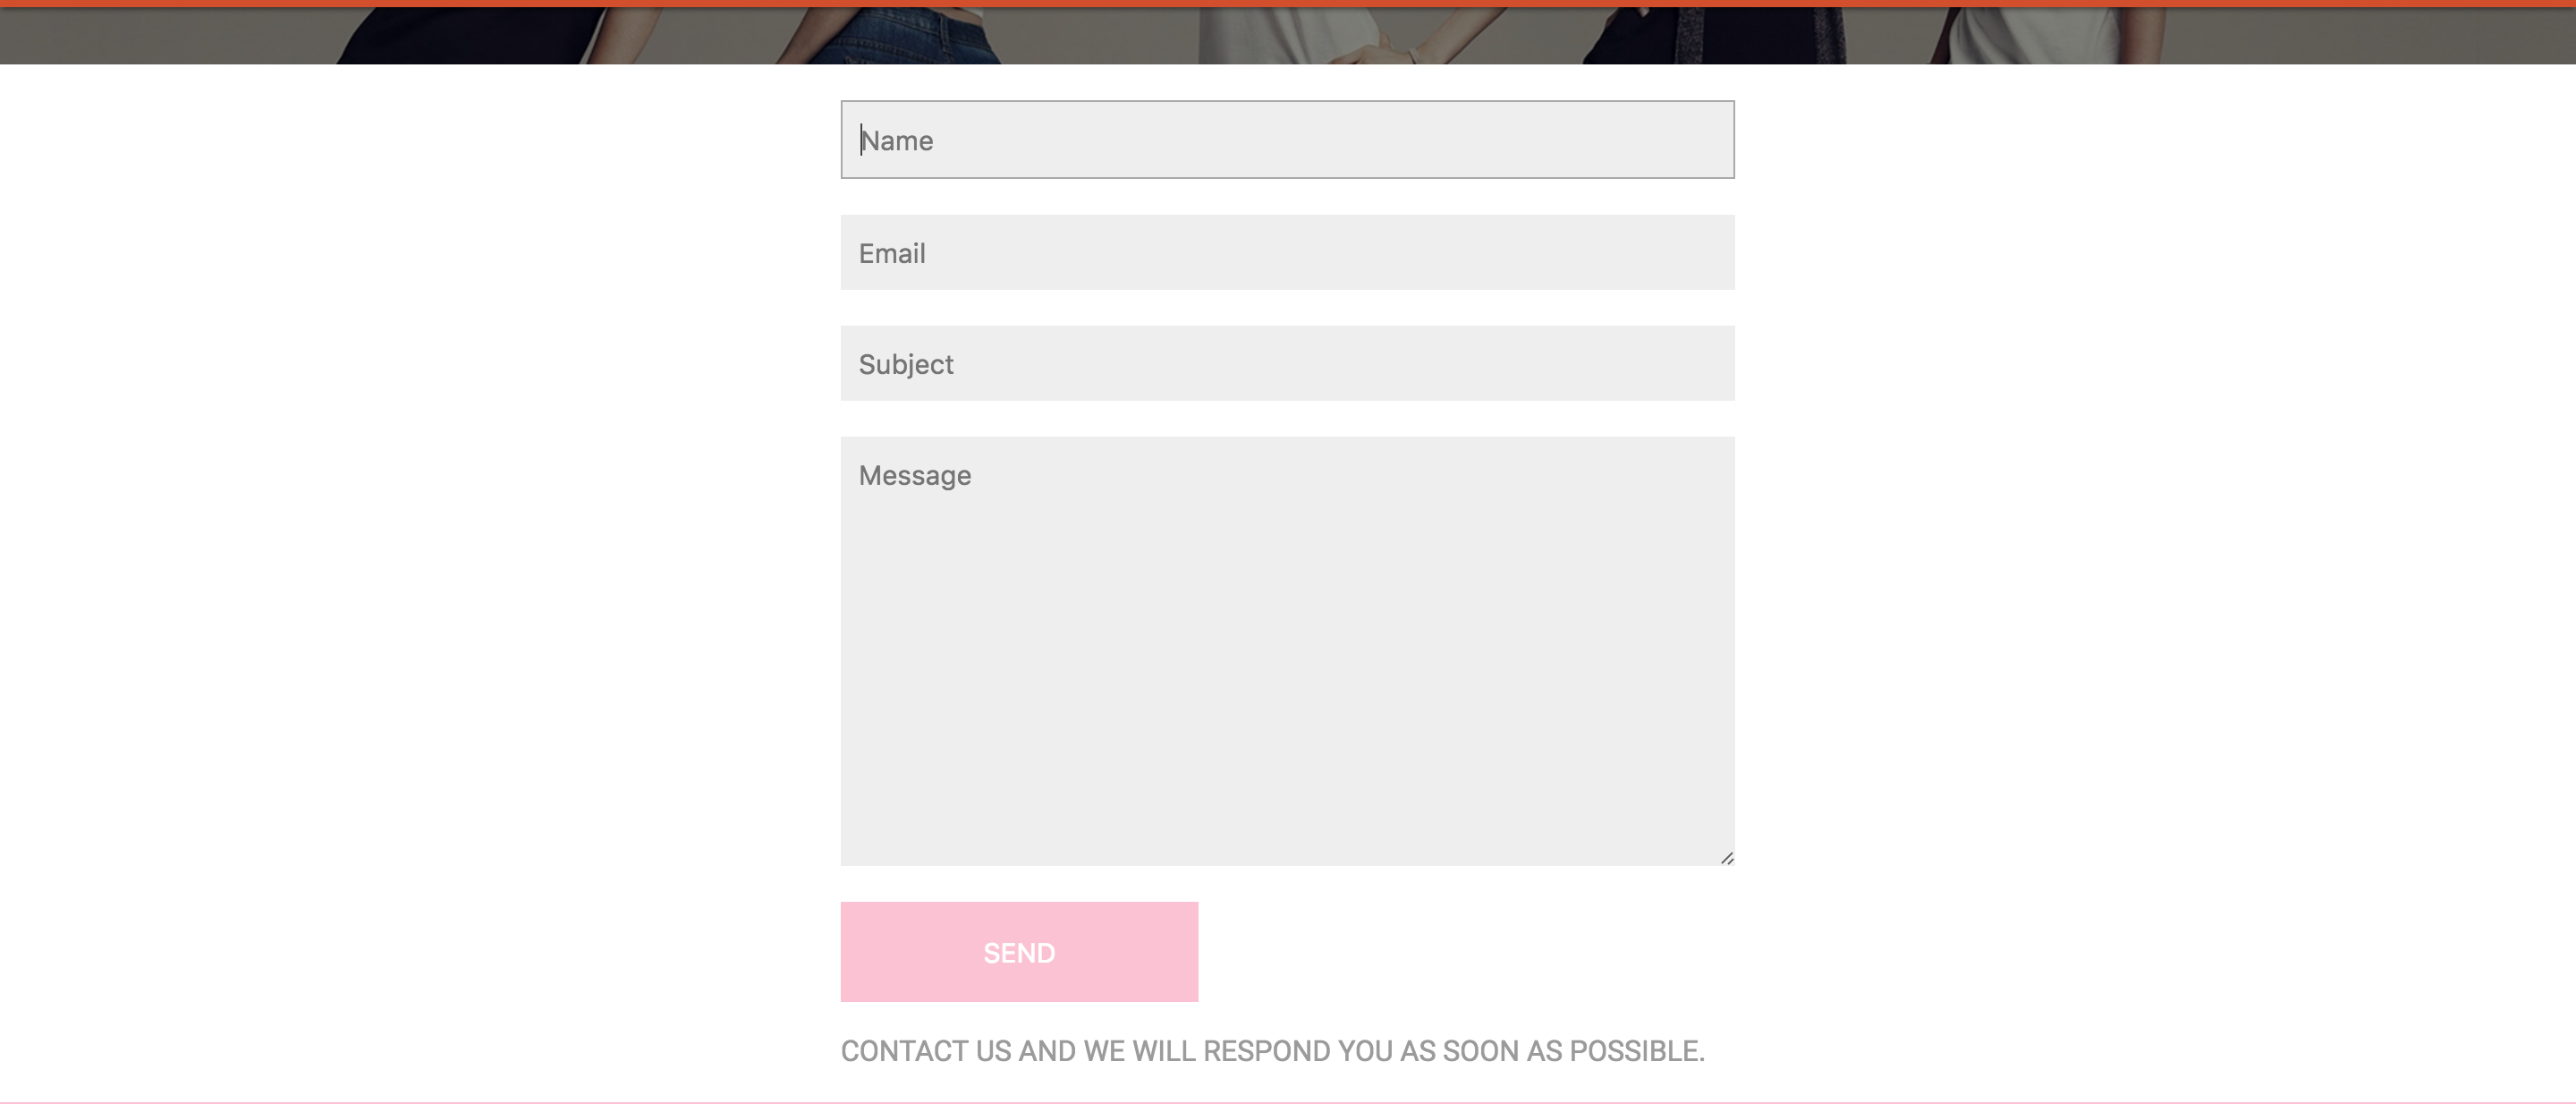 Name
Email
Subject
Message
SEND
CONTACT US AND WE WILL RESPOND YOU AS SOON AS POSSIBLE.